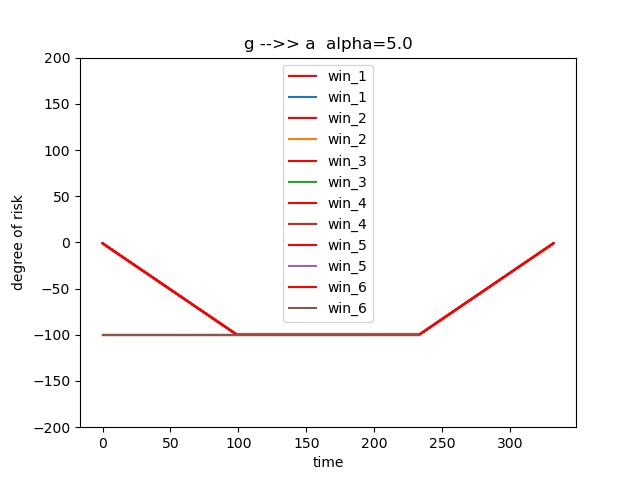 g -->> a  alpha=5.0
200
150
100
50
0
−50
−100
−150
−200
degree of risk
win_1
win_1
win_2
win_2
win_3
win_3
win_4
win_4
win_5
win_5
win_6
win_6
0 50 100 150 200 250 300
time